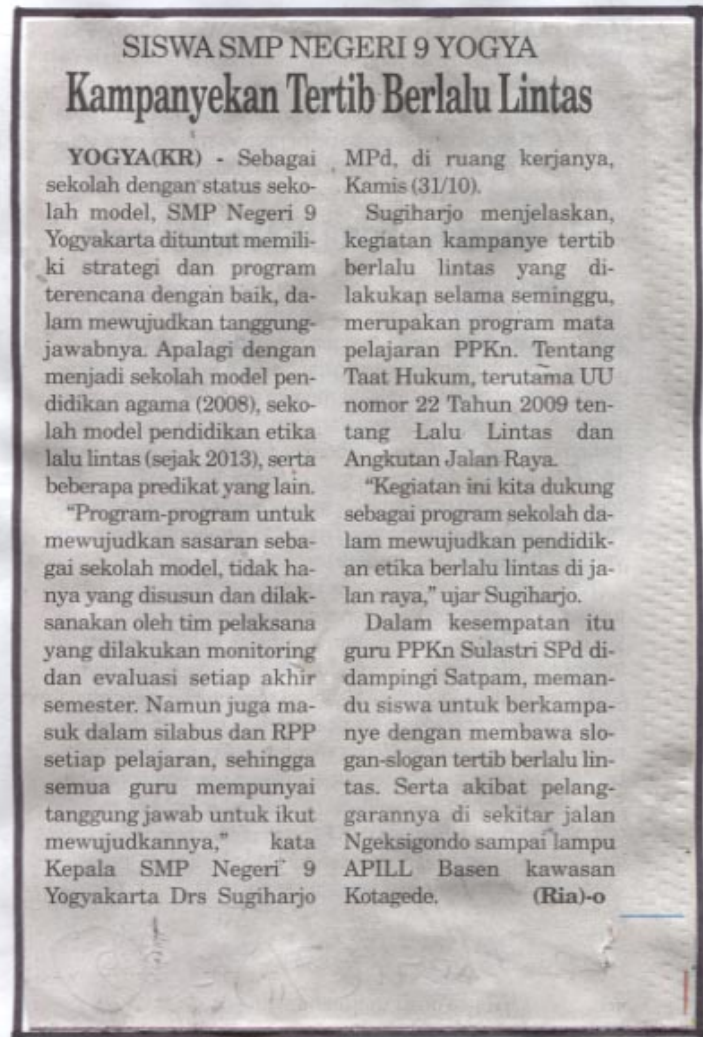 SISWA SMP NEGERI 9 YOGYA
Kampanyekan Tertib Berlalu Lintas
YOGYA(KR) - Sebagai
sekolah dengan status seko-
lah model, SMP Negeri 9
Yogyakarta dituntut memili-
ki strategi dan program
terencana dengan baik, da-
lam mewujudkan tanggung-
jawabnya. Apalagi dengan
menjadi sekolah model pen-
didikan agama (2008), seko-
lah model pendidikan etika
lalu lintas (sejak 2013), serta
beberapa predikat yang lain.
"Program-program untuk
mewujudkan sasaran seba-
gai sekolah model, tidak ha-
nya yang disusun dan dilak-
sanakan oleh tim pelaksana
yang dilakukan monitoring
dan evaluasi setiap akhir
semester. Namun juga ma-
suk dalam silabus dan RPP
setiap pelajaran, sehingga
semua guru mempunyai
tanggung jawab untuk ikut
mewujudkannya," kata
Kepala SMP Negeri 9
Yogyakarta Drs Sugiharjo
MPd, di ruang kerjanya,
Kamis (31/10).
Sugiharjo menjelaskan,
kegiatan kampanye tertib
berlalu lintas yang di-
lakukan selama seminggu,
merupakan program mata
pelajaran PPKn. Tentang
Taat Hukum, terutama UU
nomor 22 Tahun 2009 ten-
tang Lalu Lintas dan
Angkutan Jalan Raya.
"Kegiatan ini kita dukung
sebagai program sekolah da-
lam mewujudkan pendidik-
an etika berlalu lintas di ja-
lan raya," ujar Sugiharjo.
Dalam kesempatan itu
guru PPKn Sulastri SPd di-
dampingi Satpam, meman-
du siswa untuk berkampa-
nye dengan membawa slo-
gan-slogan tertib berlalu lin-
tas. Serta akibat pelang-
garannya di sekitar jalan
Ngeksigondo sampai lampu
APILL Basen kawasan
Kotagede. (Ria)-o